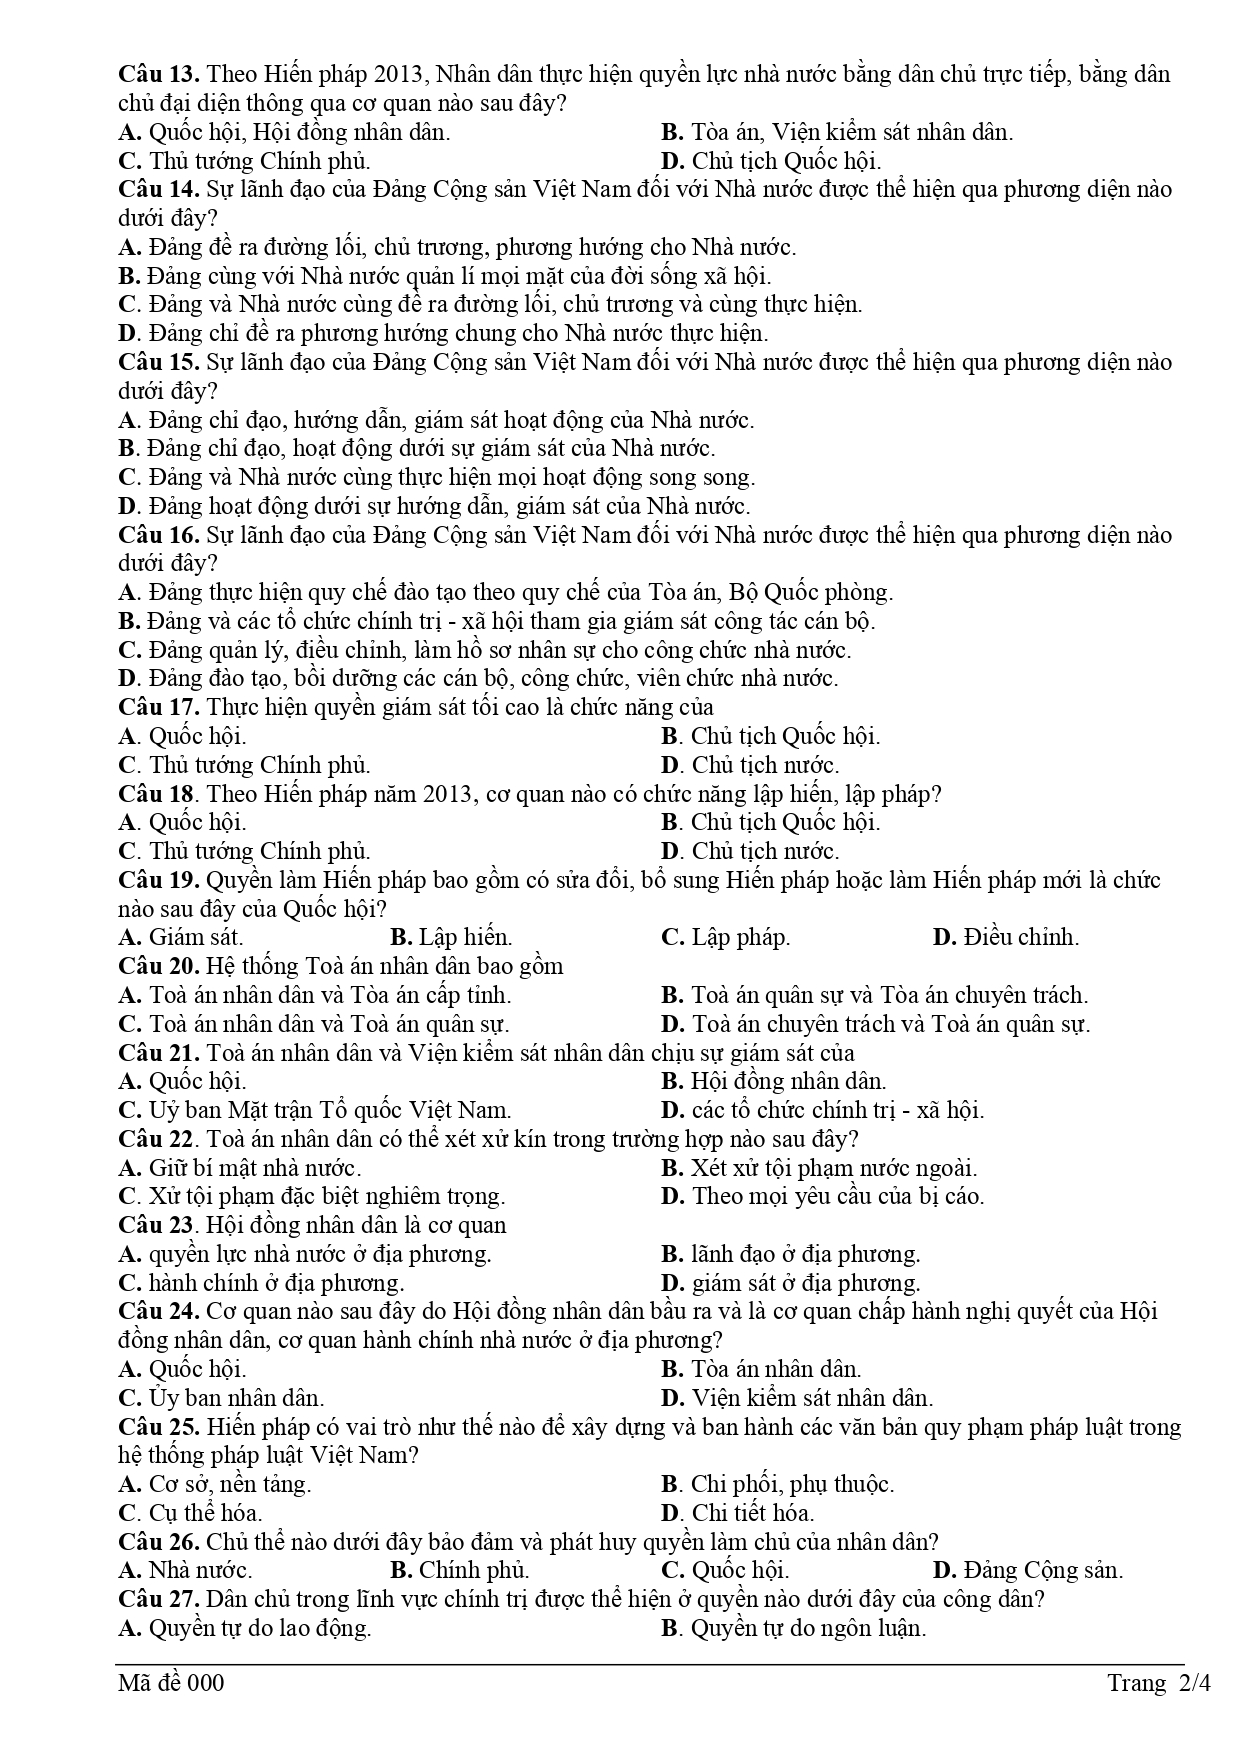 Câu 13. Theo Hiến pháp 2013, Nhân dân thực hiện quyền lực nhà nước bằng dân chủ trực tiếp, bằng dân
chủ đại diện thông qua cơ quan nào sau đây?
A. Quốc hội, Hội đồng nhân dân. B. Tòa án, Viện kiểm sát nhân dân.
C. Thủ tướng Chính phủ. D. Chủ tịch Quốc hội.
Câu 14. Sự lãnh đạo của Đảng Cộng sản Việt Nam đối với Nhà nước được thể hiện qua phương diện nào
dưới đây?
A. Đảng đề ra đường lối, chủ trương, phương hướng cho Nhà nước.
B. Đảng cùng với Nhà nước quản lí mọi mặt của đời sống xã hội.
C. Đảng và Nhà nước cùng đề ra đường lối, chủ trương và cùng thực hiện.
D. Đảng chỉ đề ra phương hướng chung cho Nhà nước thực hiện.
Câu 15. Sự lãnh đạo của Đảng Cộng sản Việt Nam đối với Nhà nước được thể hiện qua phương diện nào
dưới đây?
A. Đảng chỉ đạo, hướng dẫn, giám sát hoạt động của Nhà nước.
B. Đảng chỉ đạo, hoạt động dưới sự giám sát của Nhà nước.
C. Đảng và Nhà nước cùng thực hiện mọi hoạt động song song.
D. Đảng hoạt động dưới sự hướng dẫn, giám sát của Nhà nước.
Câu 16. Sự lãnh đạo của Đảng Cộng sản Việt Nam đối với Nhà nước được thể hiện qua phương diện nào
dưới đây?
A. Đảng thực hiện quy chế đào tạo theo quy chế của Tòa án, Bộ Quốc phòng.
B. Đảng và các tổ chức chính trị - xã hội tham gia giám sát công tác cán bộ.
C. Đảng quản lý, điều chỉnh, làm hồ sơ nhân sự cho công chức nhà nước.
D. Đảng đào tạo, bồi dưỡng các cán bộ, công chức, viên chức nhà nước.
Câu 17. Thực hiện quyền giám sát tối cao là chức năng của
A. Quốc hội. B. Chủ tịch Quốc hội.
C. Thủ tướng Chính phủ. D. Chủ tịch nước.
Câu 18. Theo Hiến pháp năm 2013, cơ quan nào có chức năng lập hiến, lập pháp?
A. Quốc hội. B. Chủ tịch Quốc hội.
C. Thủ tướng Chính phủ. D. Chủ tịch nước.
Câu 19. Quyền làm Hiến pháp bao gồm có sửa đổi, bổ sung Hiến pháp hoặc làm Hiến pháp mới là chức
nào sau đây của Quốc hội?
A. Giám sát. B. Lập hiến. C. Lập pháp. D. Điều chỉnh.
Câu 20. Hệ thống Toà án nhân dân bao gồm
A. Toà án nhân dân và Tòa án cấp tỉnh. B. Toà án quân sự và Tòa án chuyên trách.
C. Toà án nhân dân và Toà án quân sự. D. Toà án chuyên trách và Toà án quân sự.
Câu 21. Toà án nhân dân và Viện kiểm sát nhân dân chịu sự giám sát của
A. Quốc hội. B. Hội đồng nhân dân.
C. Uỷ ban Mặt trận Tổ quốc Việt Nam. D. các tổ chức chính trị - xã hội.
Câu 22. Toà án nhân dân có thể xét xử kín trong trường hợp nào sau đây?
A. Giữ bí mật nhà nước. B. Xét xử tội phạm nước ngoài.
C. Xử tội phạm đặc biệt nghiêm trọng. D. Theo mọi yêu cầu của bị cáo.
Câu 23. Hội đồng nhân dân là cơ quan
A. quyền lực nhà nước ở địa phương. B. lãnh đạo ở địa phương.
C. hành chính ở địa phương. D. giám sát ở địa phương.
Câu 24. Cơ quan nào sau đây do Hội đồng nhân dân bầu ra và là cơ quan chấp hành nghị quyết của Hội
đồng nhân dân, cơ quan hành chính nhà nước ở địa phương?
A. Quốc hội. B. Tòa án nhân dân.
C. Ủy ban nhân dân. D. Viện kiểm sát nhân dân.
Câu 25. Hiến pháp có vai trò như thế nào để xây dựng và ban hành các văn bản quy phạm pháp luật trong
hệ thống pháp luật Việt Nam?
A. Cơ sở, nền tảng. B. Chi phối, phụ thuộc.
C. Cụ thể hóa. D. Chi tiết hóa.
Câu 26. Chủ thể nào dưới đây bảo đảm và phát huy quyền làm chủ của nhân dân?
A. Nhà nước. B. Chính phủ. C. Quốc hội. D. Đảng Cộng sản.
Câu 27. Dân chủ trong lĩnh vực chính trị được thể hiện ở quyền nào dưới đây của công dân?
A. Quyền tự do lao động. B. Quyền tự do ngôn luận.
Mã đề 000 Trang 2/4